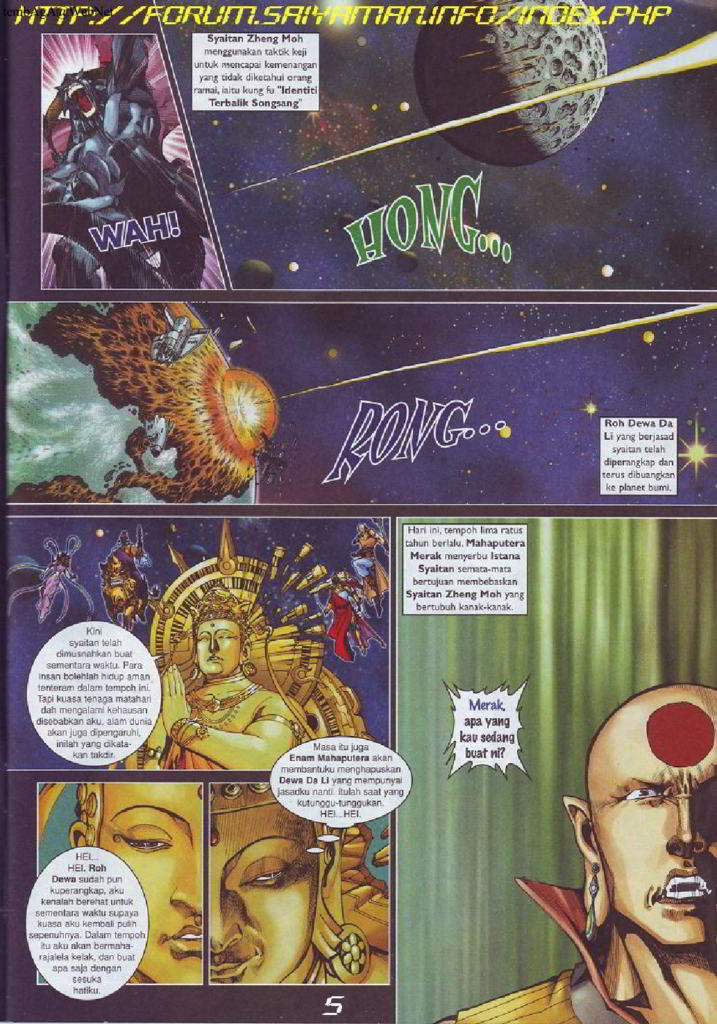 //FORUM.SAIYAMAN.INFO/INDEX.PHP
Syaitan Zheng Moh
menggunakan taktik keji
untuk mencapai kemenangan
yang tidak diketahui orang
ramai, iaitu kung fu "Identiti
Terbalik Songsang"
WAH!
HONG...
PONG...
Roh Dewa Da
Li yang berjasad
syaitan telah
diperangkap dan
terus dibuangkan
ke planet bumi.
Kini
syaitan telah
dimusnahkan buat
sementara waktu. Para
insan bolehlah hidup aman
tenteram dalam tempoh ini.
Tapi kuasa tenaga matahari
dah mengalami kehausan
disebabkan aku, alam dunia
akan juga dipengaruhi,
inilah yang dikata-
kan takdir.
Masa itu juga
Enam Mahaputera akan
membantuku menghapuskan
Dewa Da Li yang mempunyai
jasadku nanti. Itulah saat yang
kutunggu-tunggukan.
HEI...HEI.
HEI...
HEI. Roh
Dewa sudah pun
kuperangkap, aku
kenalah berehat untuk
sementara waktu supaya
kuasa aku kembali pulih
sepenuhnya. Dalam tempoh
itu aku akan bermaha-
rajalela kelak, dan buat
apa saja dengan
sesuka
hatiku.
Hari ini, tempoh lima ratus
tahun berlalu. Mahaputera
Merak menyerbu Istana
Syaitan semata-mata
bertujuan membebaskan
Syaitan Zheng Moh yang
bertubuh kanak-kanak.
Merak,
apa yang
kau sedang
buat ni?
5